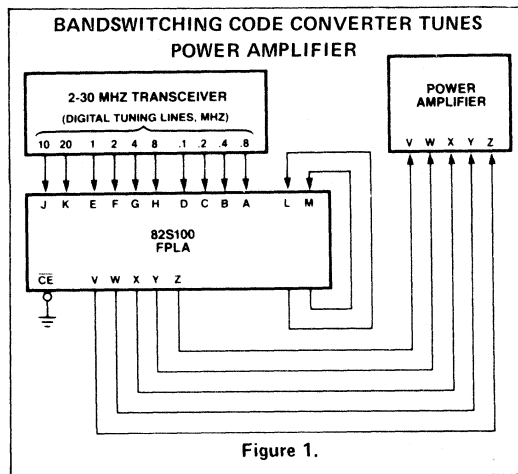 BANDSWITCHING CODE CONVERTER TUNES
POWER AMPLIFIER
2-30 MHZ TRANSCEIVER
(DIGITAL TUNING LINES, MHZ)
10 20 1 2 4 8 .1 .2 .4 .8
POWER
AMPLIFIER
V W X Y Z
J K E F G H D C B A L M
82S100
FPLA
CE V W X Y Z
Figure 1.